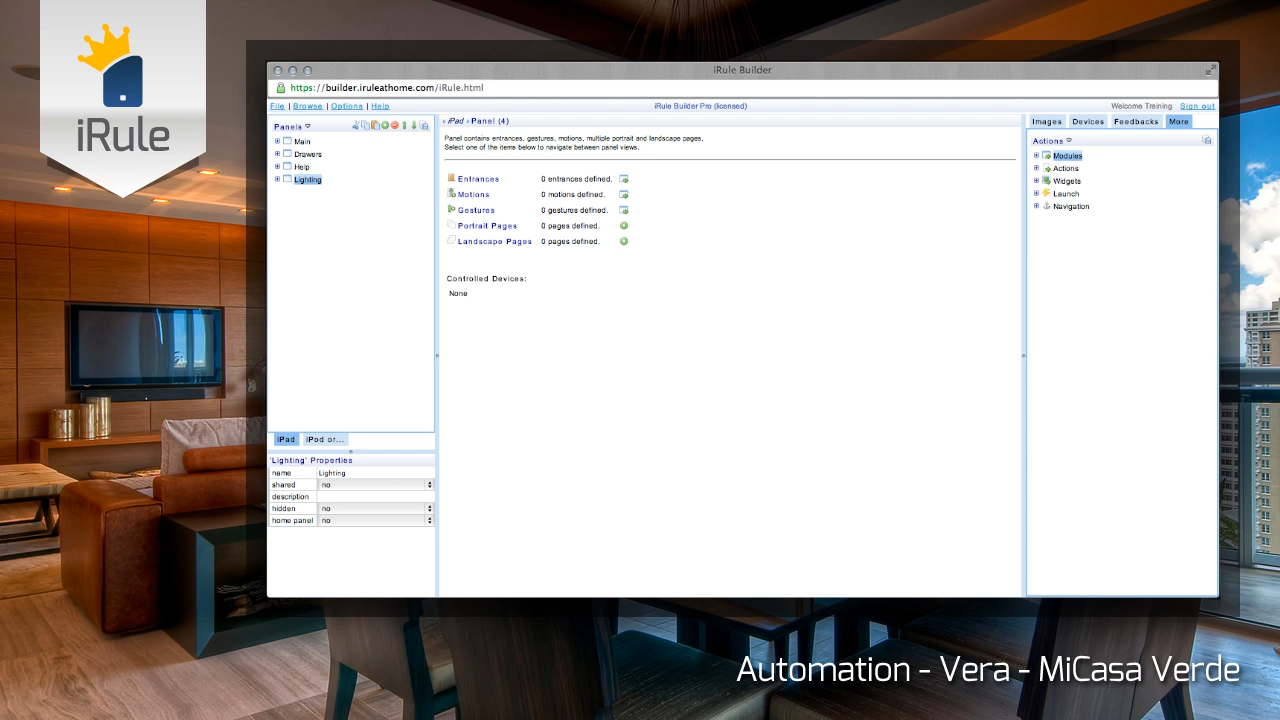 iRule
iRule Builder
https://builder.iruleathome.com/iRule.html
File | Browse | Options | Help
iRule Builder Pro (licensed)
Welcome Training Sign out
Panels
Main
Drawers
Help
Lighting
iPad iPod or...
'Lighting' Properties
name Lighting
shared no
description
hidden no
home panel no
› iPad › Panel (4)
Panel contains entrances, gestures, motions, multiple portrait and landscape pages.
Select one of the items below to navigate between panel views.
Entrances 0 entrances defined.
Motions 0 motions defined.
Gestures 0 gestures defined.
Portrait Pages 0 pages defined.
Landscape Pages 0 pages defined.
Controlled Devices:
None
Images Devices Feedbacks More
Actions
Modules
Actions
Widgets
Launch
Navigation
Automation - Vera - MiCasa Verde